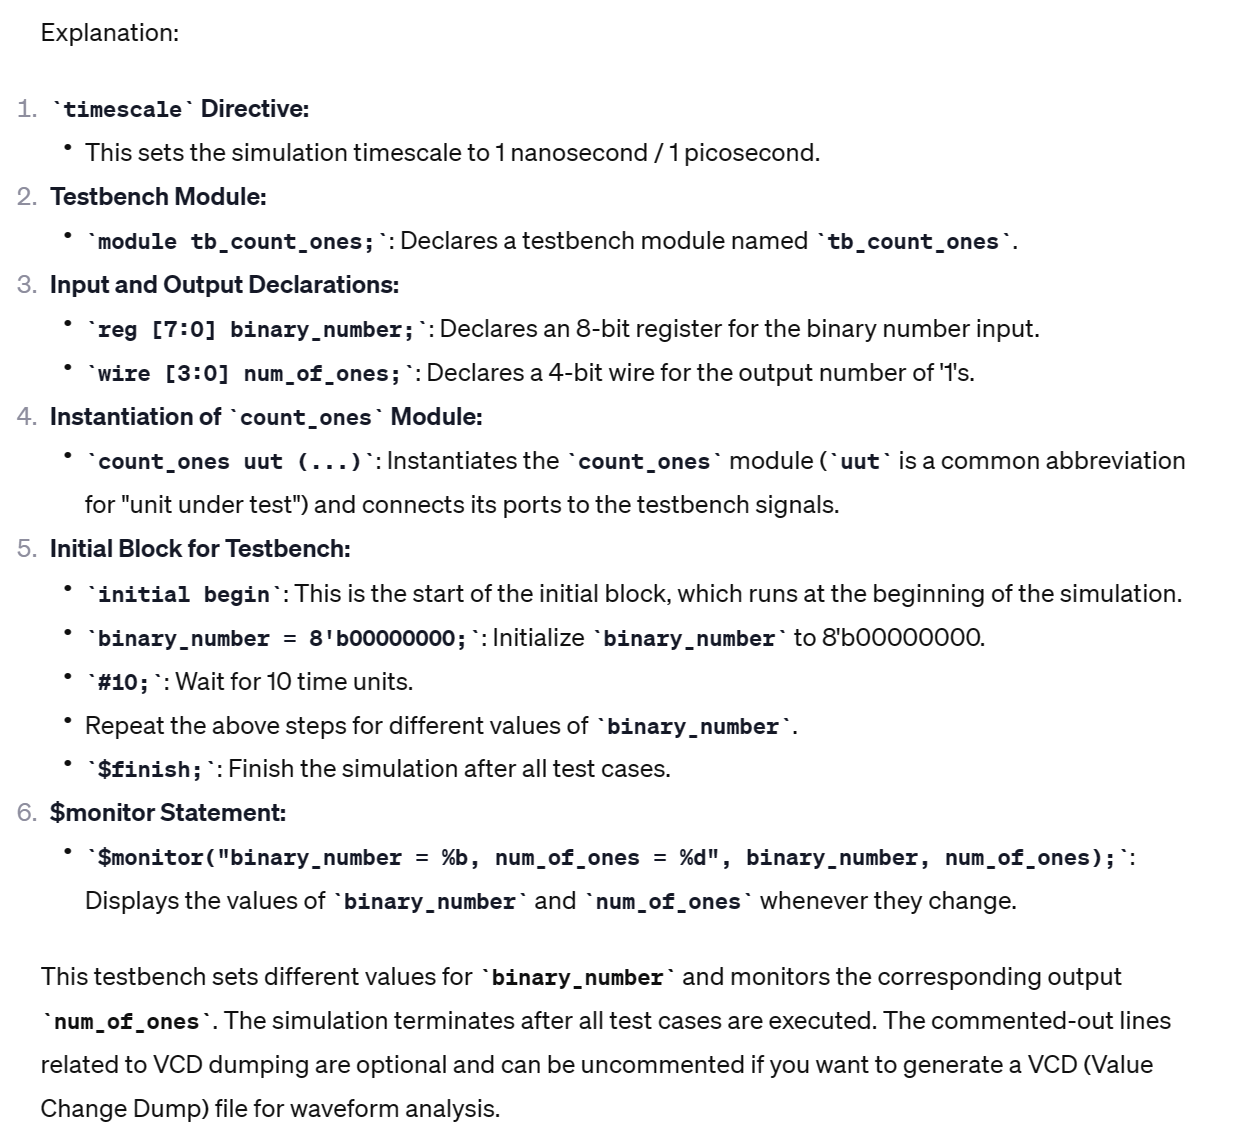 Explanation:
1. `timescale` Directive:
• This sets the simulation timescale to 1 nanosecond / 1 picosecond.
2. Testbench Module:
• `module tb_count_ones;`: Declares a testbench module named `tb_count_ones`.
3. Input and Output Declarations:
• `reg [7:0] binary_number;`: Declares an 8-bit register for the binary number input.
• `wire [3:0] num_of_ones;`: Declares a 4-bit wire for the output number of '1's.
4. Instantiation of `count_ones` Module:
• `count_ones uut (...)`: Instantiates the `count_ones` module (`uut` is a common abbreviation
for "unit under test") and connects its ports to the testbench signals.
5. Initial Block for Testbench:
• `initial begin`: This is the start of the initial block, which runs at the beginning of the simulation.
• `binary_number = 8'b00000000;`: Initialize `binary_number` to 8'b00000000.
• `#10;`: Wait for 10 time units.
• Repeat the above steps for different values of `binary_number`.
• `$finish;`: Finish the simulation after all test cases.
6. $monitor Statement:
• `$monitor("binary_number = %b, num_of_ones = %d", binary_number, num_of_ones);`:
Displays the values of `binary_number` and `num_of_ones` whenever they change.
This testbench sets different values for `binary_number` and monitors the corresponding output
`num_of_ones`. The simulation terminates after all test cases are executed. The commented-out lines
related to VCD dumping are optional and can be uncommented if you want to generate a VCD (Value
Change Dump) file for waveform analysis.